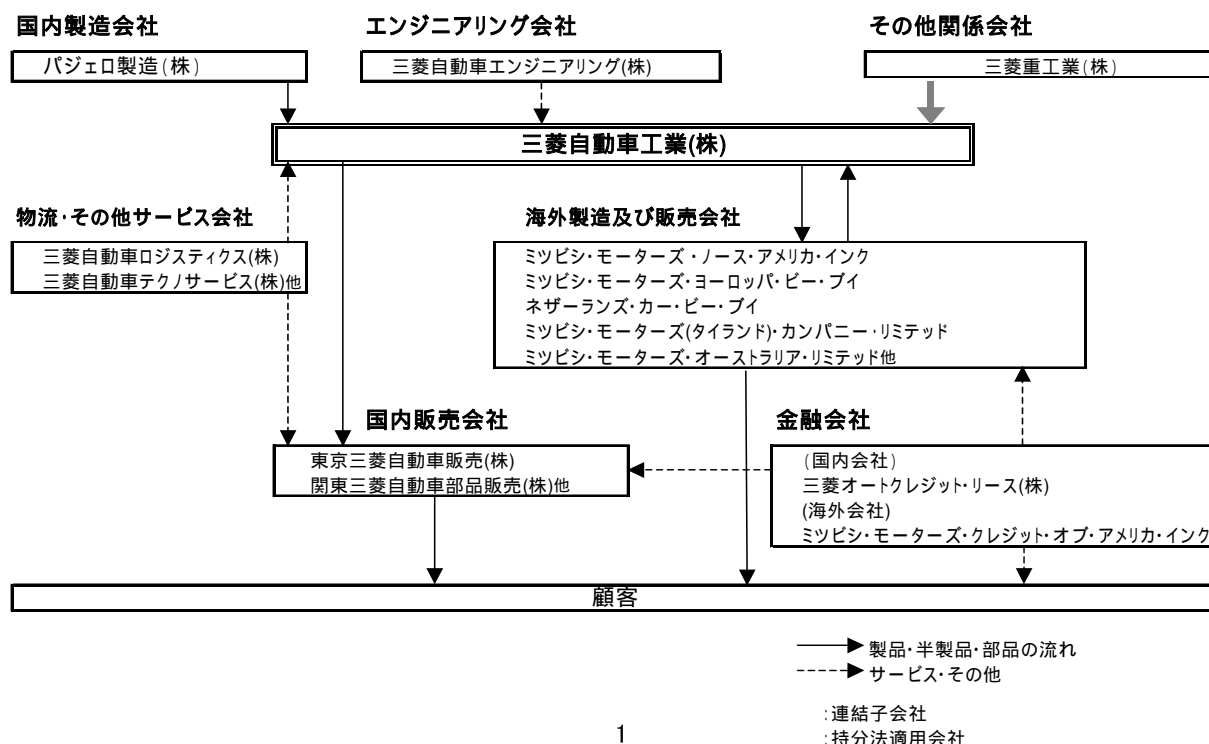 国内製造会社
エンジニアリング会社
その他関係会社
パジェロ製造(株)
三菱自動車エンジニアリング(株)
三菱重工業(株)
三菱自動車工業(株)
物流・その他サービス会社
海外製造及び販売会社
三菱自動車ロジスティクス(株)
三菱自動車テクノサービス(株)他
ミツビシ・モーターズ・ノース・アメリカ・インク
ミツビシ・モーターズ・ヨーロッパ・ビー・ブイ
ネザーランズ・カー・ビー・ブイ
ミツビシ・モーターズ(タイランド)・カンパニー・リミテッド
ミツビシ・モーターズ・オーストラリア・リミテッド他
国内販売会社
金融会社
東京三菱自動車販売(株)
関東三菱自動車部品販売(株)他
(国内会社)
三菱オートクレジット・リース(株)
(海外会社)
ミツビシ・モーターズ・クレジット・オブ・アメリカ・インク
顧客
製品・半製品・部品の流れ
サービス・その他
:連結子会社
:持分法適用会社
1